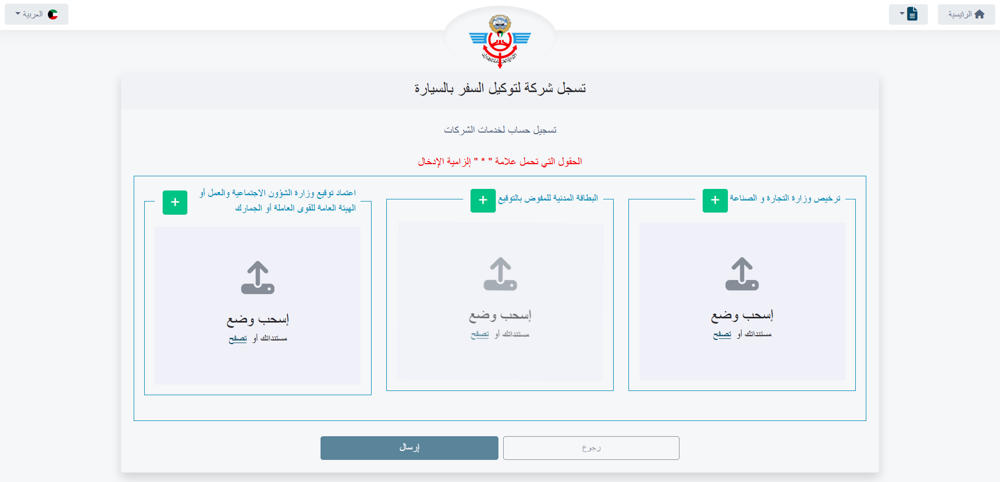 الرئيسية
العربية
الإدارة العامة للجمارك
تسجل شركة لتوكيل السفر بالسيارة
تسجيل حساب لخدمات الشركات
الحقول التي تحمل علامة " * " إلزامية الإدخال
ترخيص وزارة التجارة و الصناعة
إسحب وضع
مستنداتك أو تصفح
البطاقة المدنية للمفوض بالتوقيع
إسحب وضع
مستنداتك أو تصفح
اعتماد توقيع وزارة الشؤون الاجتماعية والعمل أو
الهيئة العامة للقوى العاملة أو الجمارك
إسحب وضع
مستنداتك أو تصفح
رجوع
إرسال